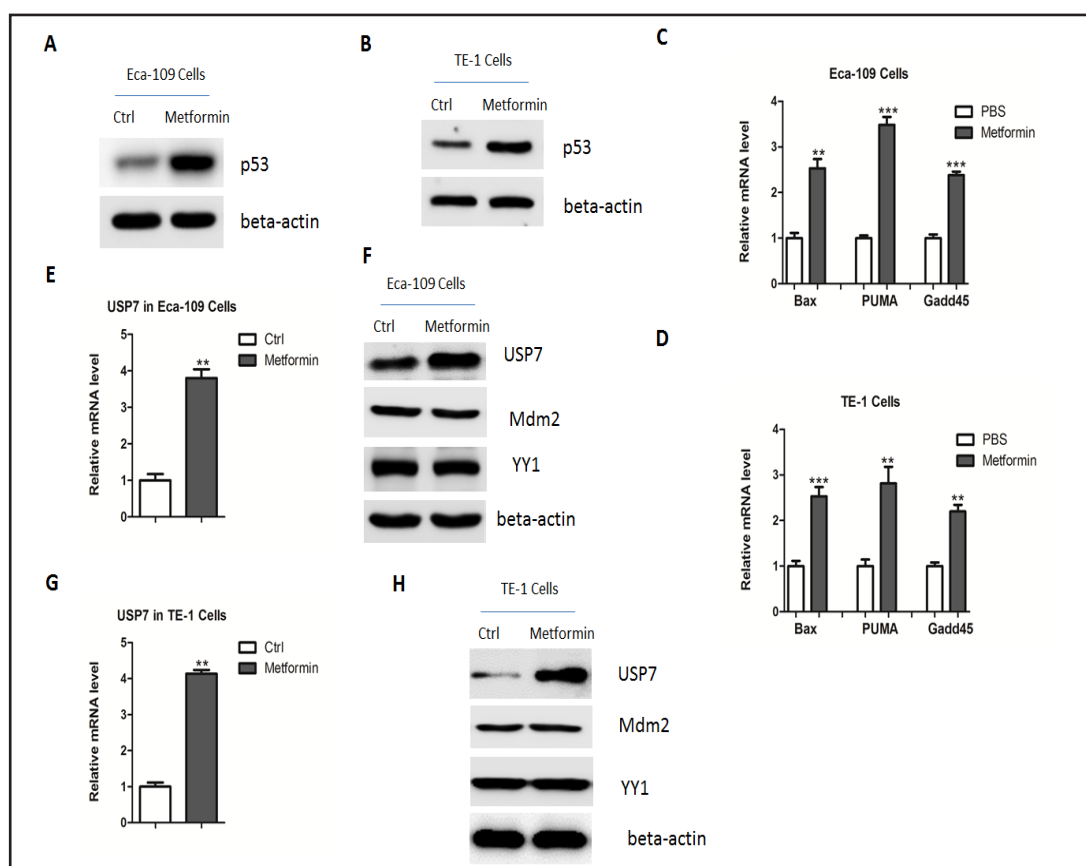 A
Eca-109 Cells
Ctrl Metformin
p53
beta-actin
B
TE-1 Cells
Ctrl Metformin
p53
beta-actin
C
Eca-109 Cells
Relative mRNA level
4
3
2
1
0
PBS
Metformin
**
***
***
Bax PUMA Gadd45
E
USP7 in Eca-109 Cells
Relative mRNA level
5
4
3
2
1
0
Ctrl
Metformin
**
F
Eca-109 Cells
Ctrl Metformin
USP7
Mdm2
YY1
beta-actin
D
TE-1 Cells
Relative mRNA level
4
3
2
1
0
PBS
Metformin
***
**
**
Bax PUMA Gadd45
G
USP7 in TE-1 Cells
Relative mRNA level
5
4
3
2
1
0
Ctrl
Metformin
**
H
TE-1 Cells
Ctrl Metformin
USP7
Mdm2
YY1
beta-actin